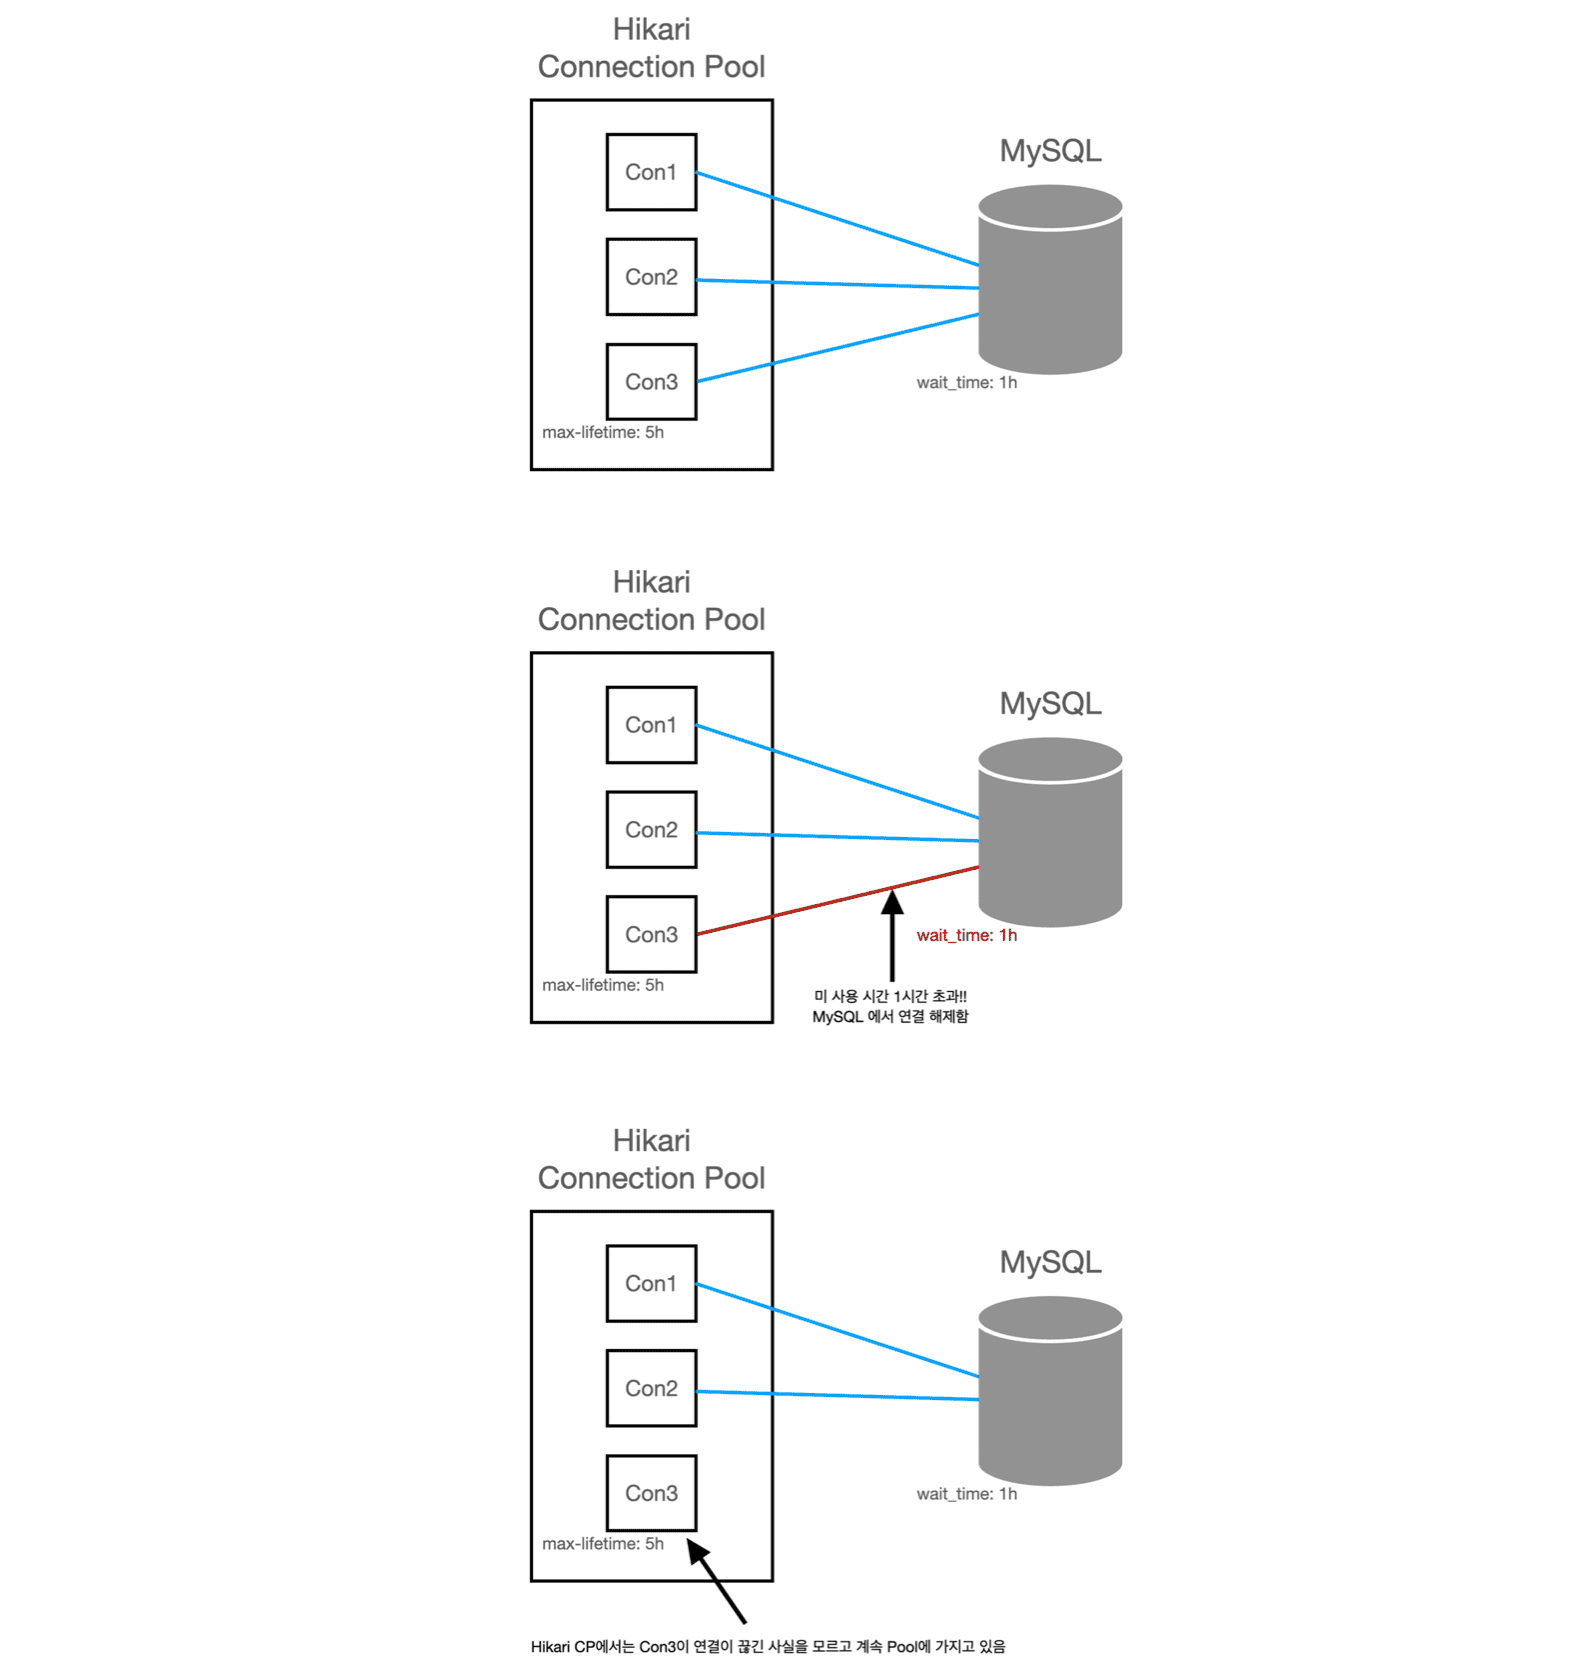 Hikari
Connection Pool
MySQL
Con1
Con2
Con3
wait_time: 1h
max-lifetime: 5h
Hikari
Connection Pool
MySQL
Con1
Con2
Con3
wait_time: 1h
max-lifetime: 5h
미 사용 시간 1시간 초과!!
MySQL 에서 연결 해제함
Hikari
Connection Pool
MySQL
Con1
Con2
Con3
wait_time: 1h
max-lifetime: 5h
Hikari CP에서는 Con3이 연결이 끊긴 사실을 모르고 계속 Pool에 가지고 있음